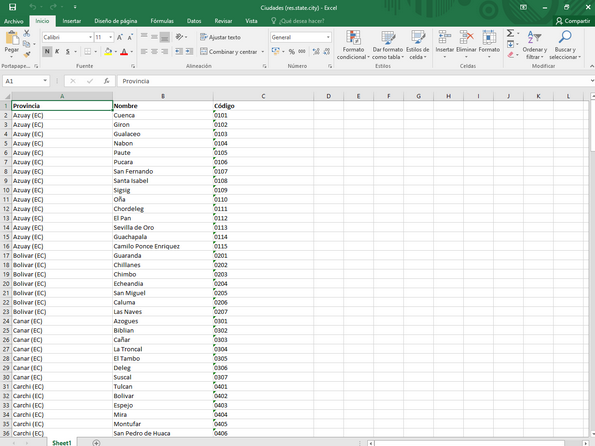 Ciudades (res.state.city) - Excel
Archivo Inicio Insertar Diseño de página Fórmulas Datos Revisar Vista ¿Qué desea hacer? Compartir
Pegar
Calibri 11
N K S
Ajustar texto
Combinar y centrar
General
Formato condicional
Dar formato como tabla
Estilos de celda
Insertar Eliminar Formato
Ordenar y filtrar
Buscar y seleccionar
Portapape... Fuente Alineación Número Estilos Celdas Modificar
A1 Provincia
A B C D E F G H I J K L
1 Provincia Nombre Código
2 Azuay (EC) Cuenca 0101
3 Azuay (EC) Giron 0102
4 Azuay (EC) Gualaceo 0103
5 Azuay (EC) Nabon 0104
6 Azuay (EC) Paute 0105
7 Azuay (EC) Pucara 0106
8 Azuay (EC) San Fernando 0107
9 Azuay (EC) Santa Isabel 0108
10 Azuay (EC) Sigsig 0109
11 Azuay (EC) Oña 0110
12 Azuay (EC) Chordeleg 0111
13 Azuay (EC) El Pan 0112
14 Azuay (EC) Sevilla de Oro 0113
15 Azuay (EC) Guachapala 0114
16 Azuay (EC) Camilo Ponce Enriquez 0115
17 Bolivar (EC) Guaranda 0201
18 Bolivar (EC) Chillanes 0202
19 Bolivar (EC) Chimbo 0203
20 Bolivar (EC) Echeandia 0204
21 Bolivar (EC) San Miguel 0205
22 Bolivar (EC) Caluma 0206
23 Bolivar (EC) Las Naves 0207
24 Canar (EC) Azogues 0301
25 Canar (EC) Biblian 0302
26 Canar (EC) Cañar 0303
27 Canar (EC) La Troncal 0304
28 Canar (EC) El Tambo 0305
29 Canar (EC) Deleg 0306
30 Canar (EC) Suscal 0307
31 Carchi (EC) Tulcan 0401
32 Carchi (EC) Bolivar 0402
33 Carchi (EC) Espejo 0403
34 Carchi (EC) Mira 0404
35 Carchi (EC) Montufar 0405
36 Carchi (EC) San Pedro de Huaca 0406
Sheet1